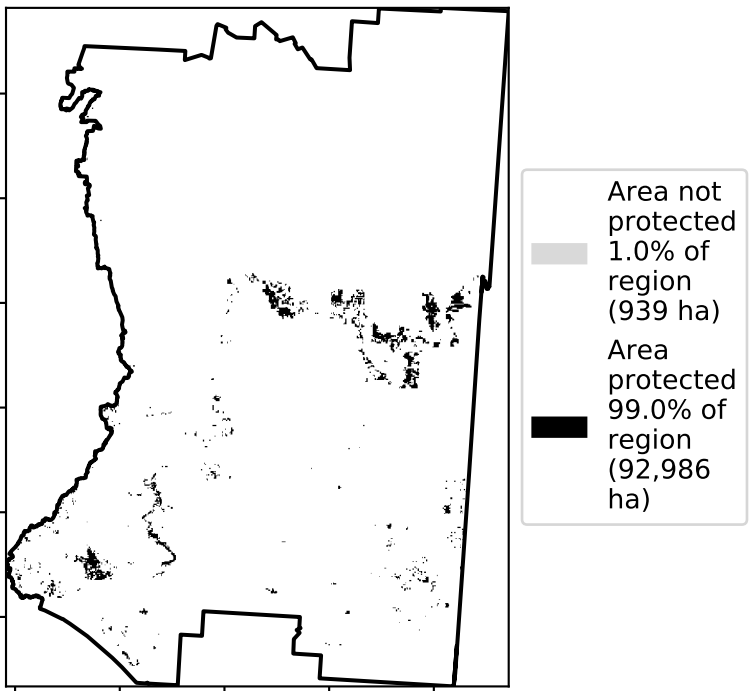 Area not
protected
1.0% of
region
(939 ha)
Area
protected
99.0% of
region
(92,986
ha)